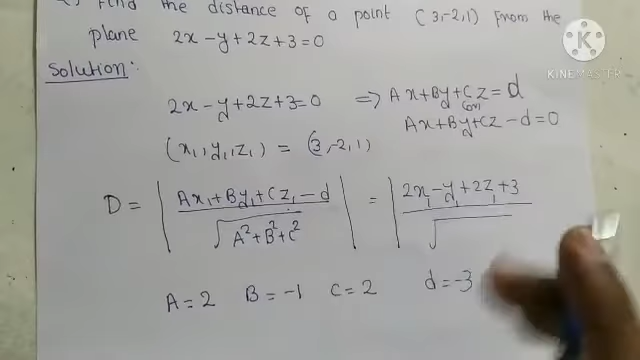 Find the distance of a point (3,-2,1) from the
plane 2x-y+2z+3=0
KINEMASTER
Solution:
2x-y+2z+3=0 => Ax+By+Cz=d
(or)
Ax+By+Cz-d=0
(x₁,y₁,z₁) = (3,-2,1)
D = | Ax₁+By₁+Cz₁-d / √A²+B²+C² | = | 2x₁-y₁+2z₁+3 / √
A=2 B=-1 C=2 d=-3